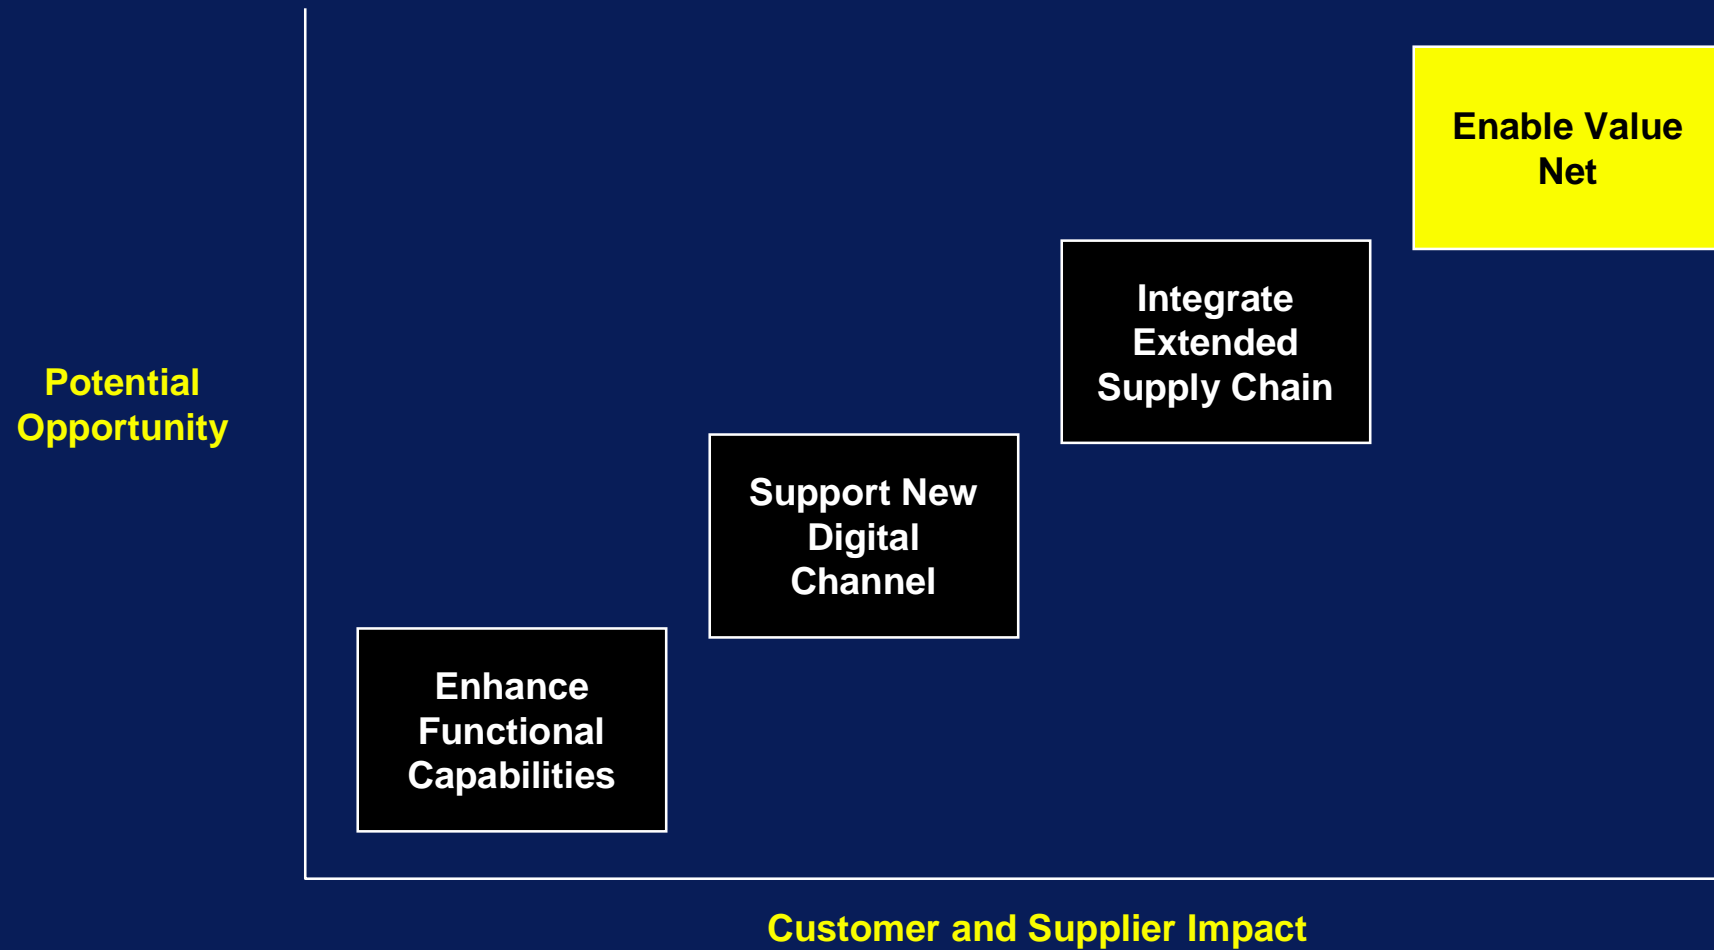 Enable Value
Net
Integrate
Extended
Supply Chain
Potential
Opportunity
Support New
Digital
Channel
Enhance
Functional
Capabilities
Customer and Supplier Impact